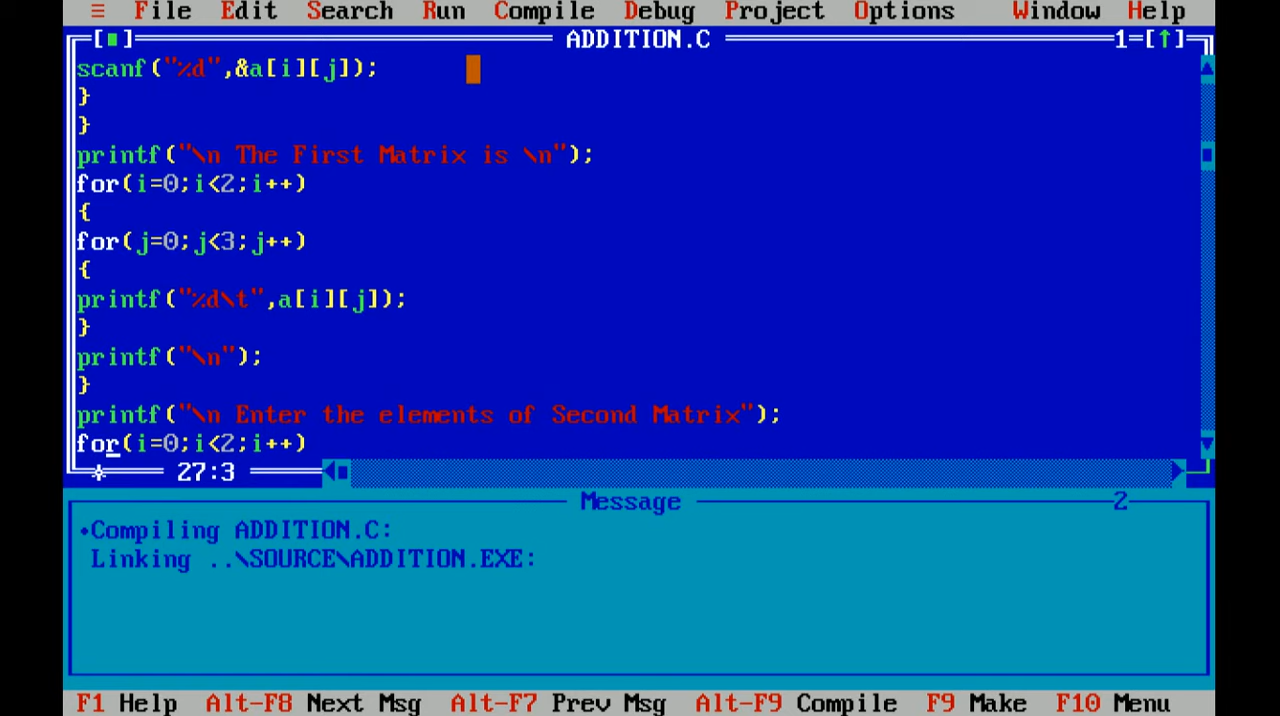 ≡ File Edit Search Run Compile Debug Project Options Window Help
[■] ADDITION.C 1=[↑]
scanf("%d",&a[i][j]);
}
}
printf("\n The First Matrix is \n");
for(i=0;i<2;i++)
{
for(j=0;j<3;j++)
{
printf("%d\t",a[i][j]);
}
printf("\n");
}
printf("\n Enter the elements of Second Matrix");
for(i=0;i<2;i++)
27:3
Message 2
•Compiling ADDITION.C:
Linking ..\SOURCE\ADDITION.EXE:
F1 Help Alt-F8 Next Msg Alt-F7 Prev Msg Alt-F9 Compile F9 Make F10 Menu